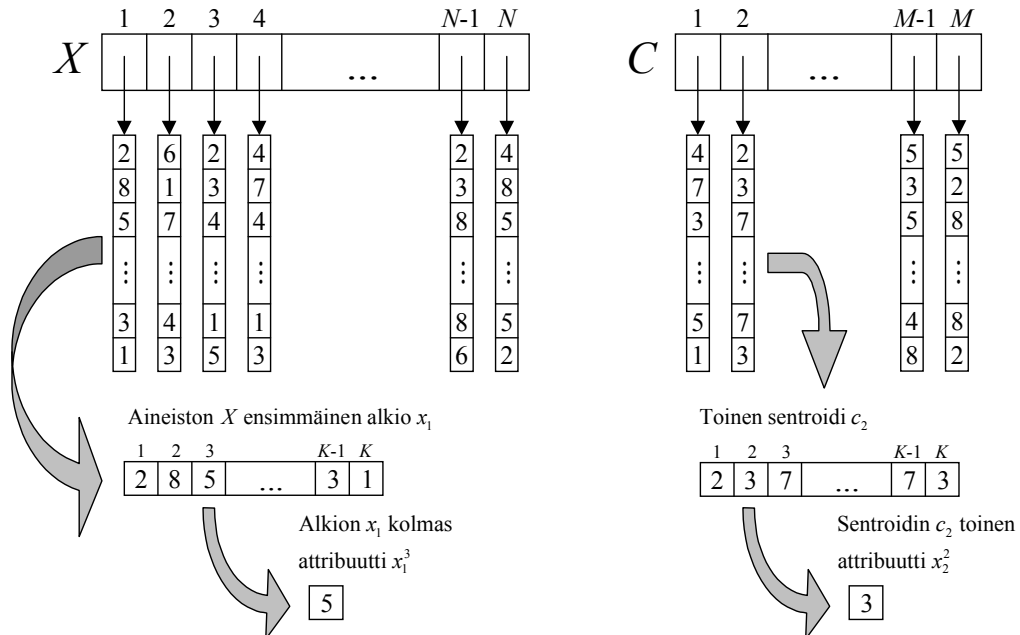 1 2 3 4 N-1 N
X ...
2 6 2 4 2 4
8 1 3 7 3 8
5 7 4 4 8 5
⋮ ⋮ ⋮ ⋮ ⋮ ⋮
3 4 1 1 8 5
1 3 5 3 6 2
Aineiston X ensimmäinen alkio x₁
1 2 3 K-1 K
2 8 5 ... 3 1
Alkion x₁ kolmas
attribuutti x₁³
5
1 2 M-1 M
C ...
4 2 5 5
7 3 3 2
3 7 5 8
⋮ ⋮ ⋮ ⋮
5 7 4 8
1 3 8 2
Toinen sentroidi c₂
1 2 3 K-1 K
2 3 7 ... 7 3
Sentroidin c₂ toinen
attribuutti x₂²
3